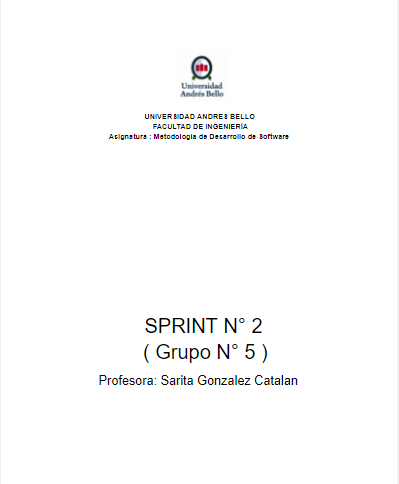 Universidad
Andrés Bello
UNIVERSIDAD ANDRES BELLO
FACULTAD DE INGENIERÍA
Asignatura : Metodologia de Desarrollo de Software
SPRINT N° 2
( Grupo N° 5 )
Profesora: Sarita Gonzalez Catalan